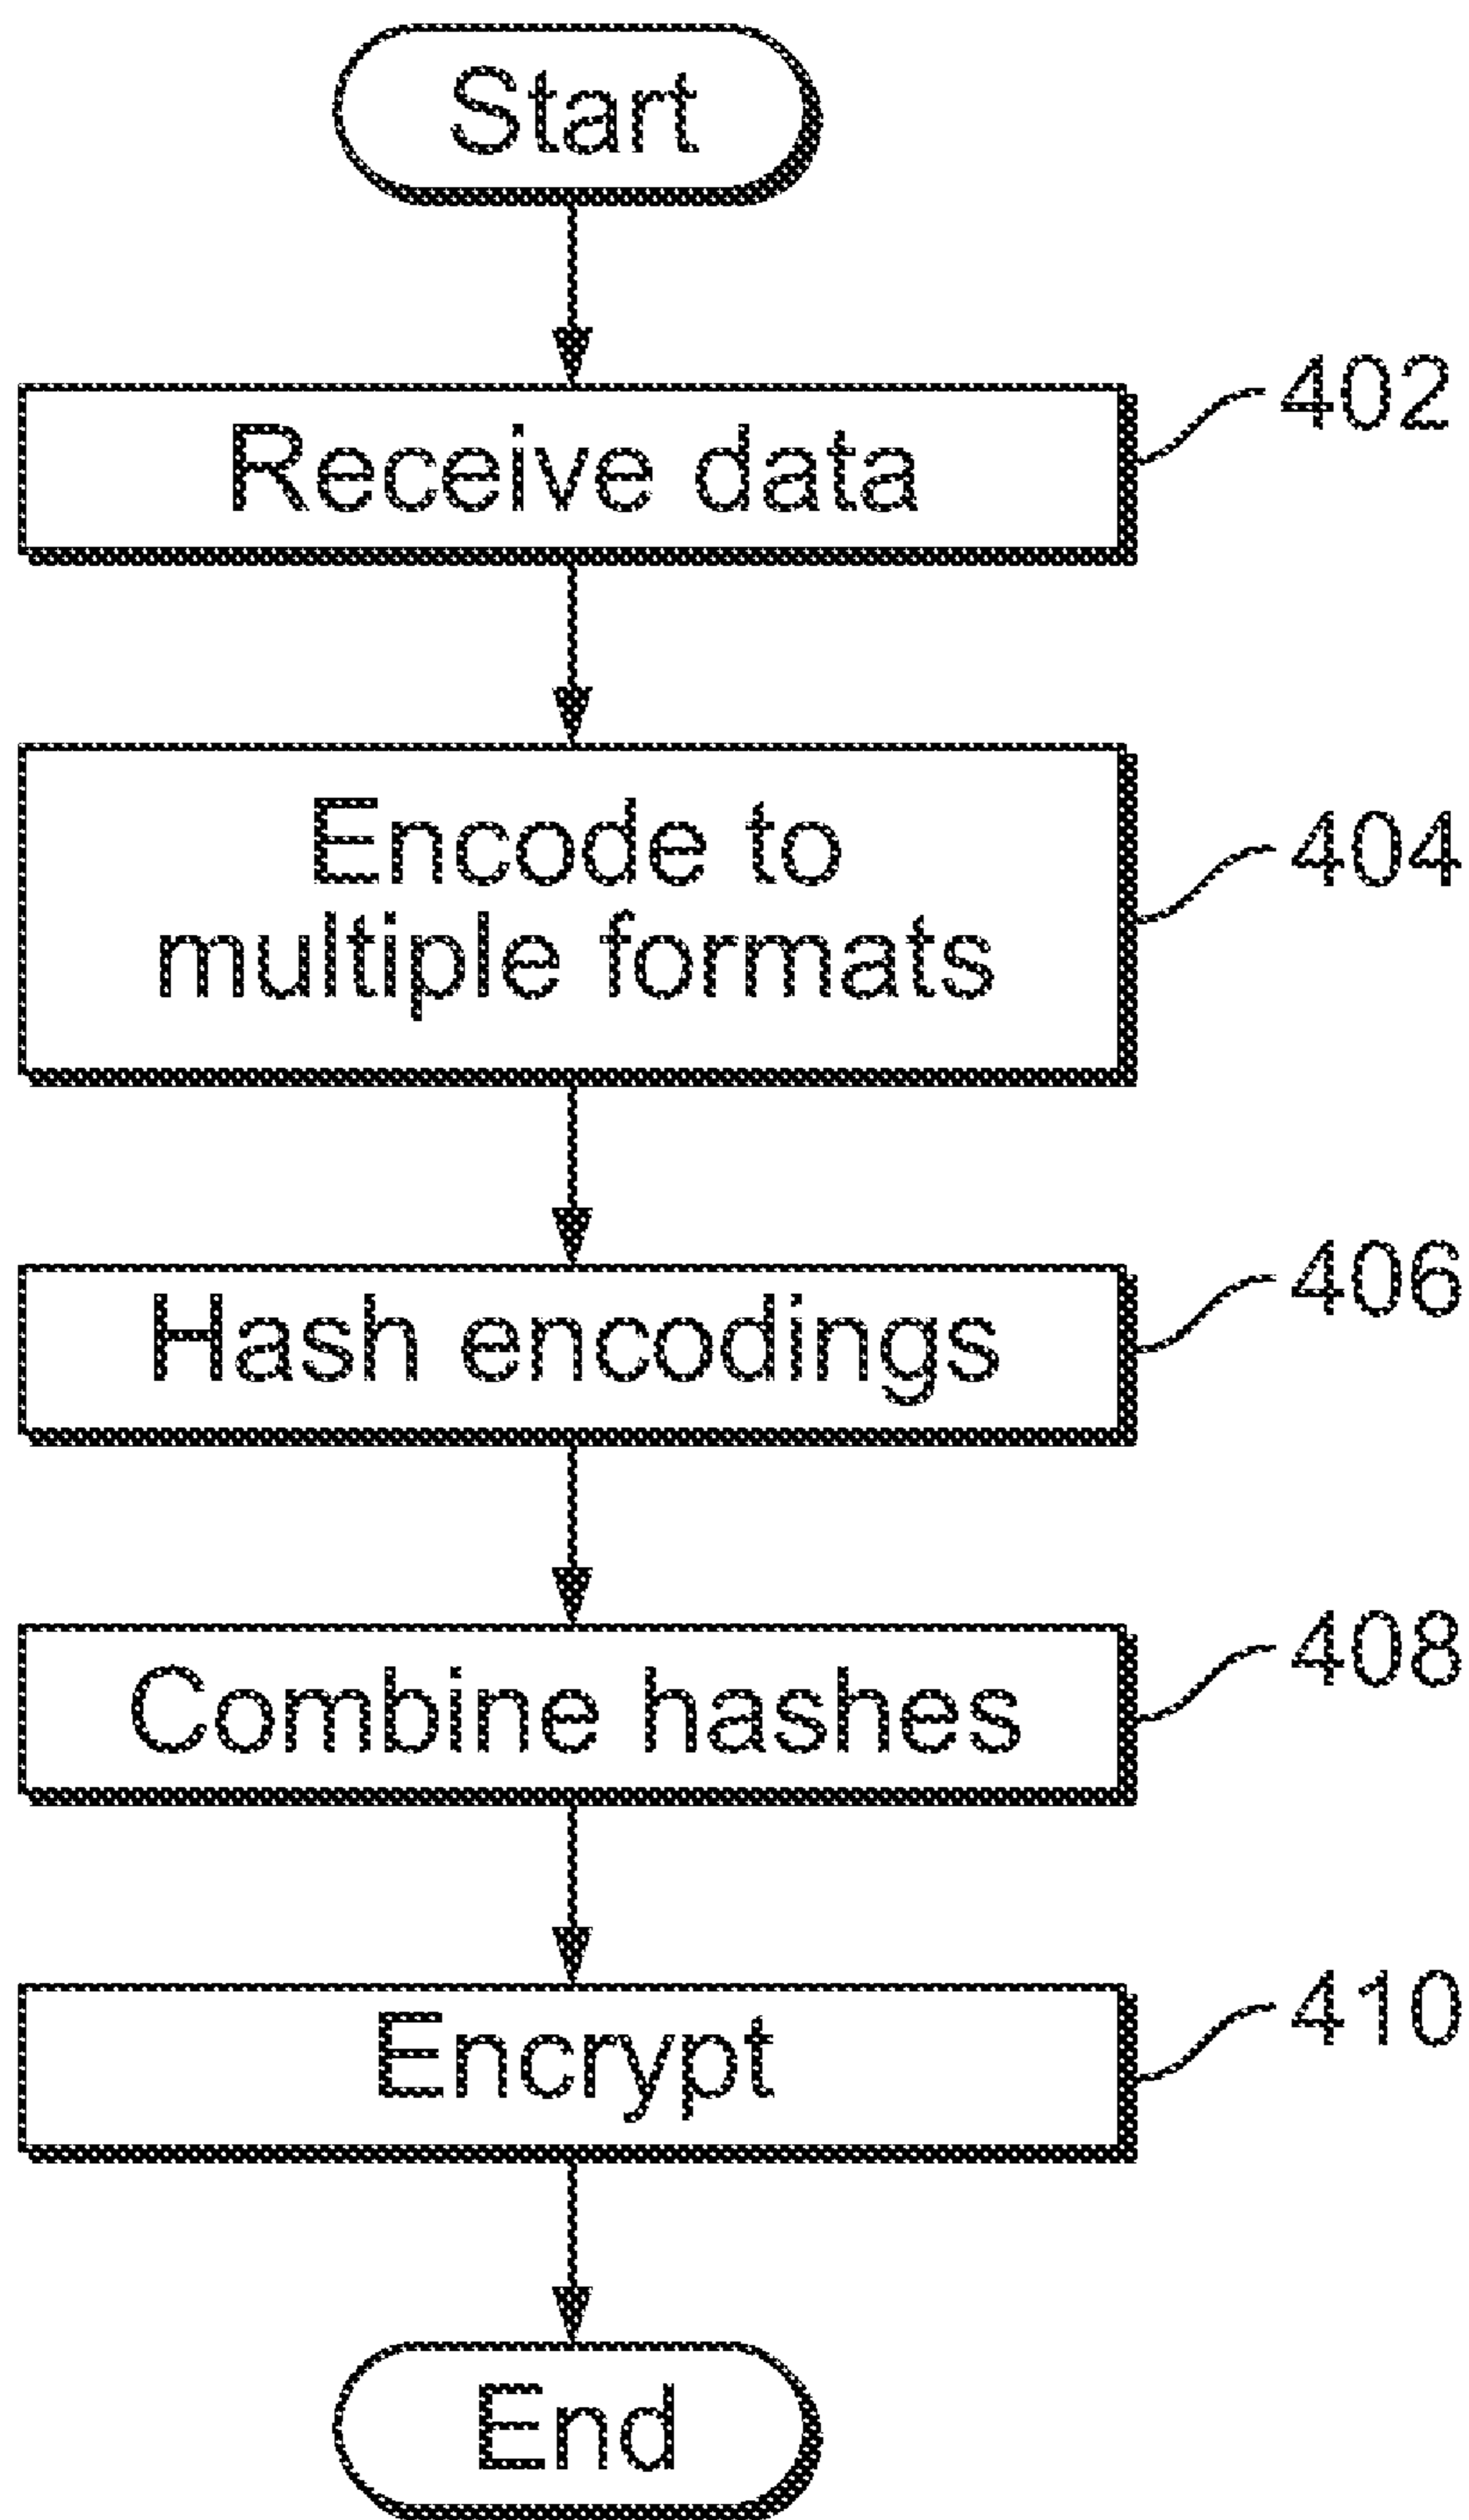 Start
Receive data
402
Encode to
multiple formats
404
Hash encodings
406
Combine hashes
408
Encrypt
410
End